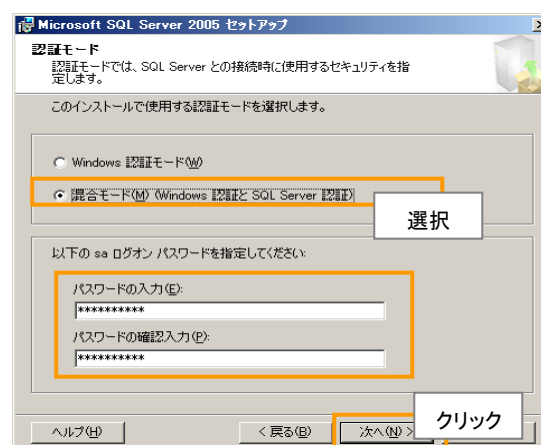 Microsoft SQL Server 2005 セットアップ
認証モード
認証モードでは、SQL Server との接続時に使用するセキュリティを指
定します。
このインストールで使用する認証モードを選択します。
Windows 認証モード(W)
混合モード(M) (Windows 認証と SQL Server 認証)
選択
以下の sa ログオン パスワードを指定してください:
パスワードの入力(E):
**********
パスワードの確認入力(P):
**********
クリック
ヘルプ(H)
< 戻る(B)
次へ(N) >